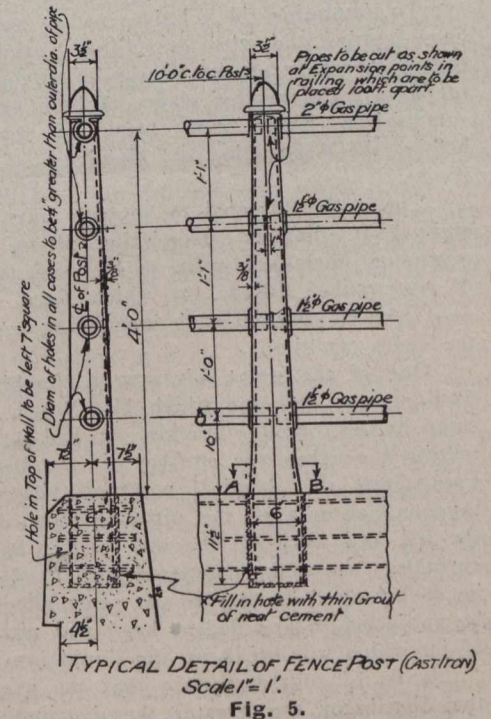 3½"
3½"
10'-0" c. to c. Posts
Pipes to be cut as shown
at Expansion points in
railing which are to be
placed 100ft. apart.
2" ɸ Gas pipe
1'-1"
1½" ɸ Gas pipe
1'-1"
4'-0"
1½" ɸ Gas pipe
1'-0"
1½" ɸ Gas pipe
10"
Hole in Top of Wall to be left 7" square
Diam of holes in all cases to be ⅛" greater than outer dia. of pipe
℄ of Post
7½"
7½"
A
B.
6"
6
11½"
4½"
Fill in hole with thin Grout
of neat cement
TYPICAL DETAIL OF FENCE POST (CAST IRON)
Scale 1" = 1'.
Fig. 5.